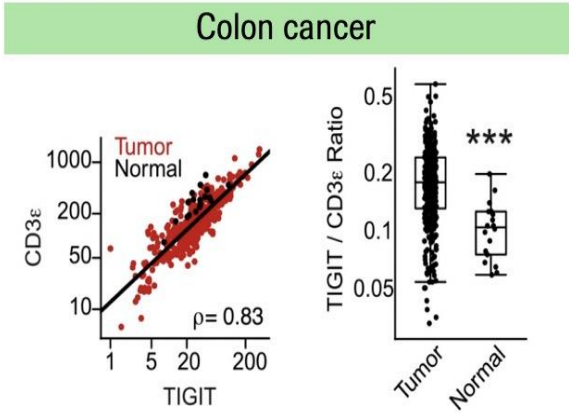 Colon cancer
Tumor
Normal
CD3ε
1000
200
50
10
ρ= 0.83
1 5 20 200
TIGIT
TIGIT / CD3ε Ratio
0.5
0.2
0.1
0.05
***
Tumor
Normal